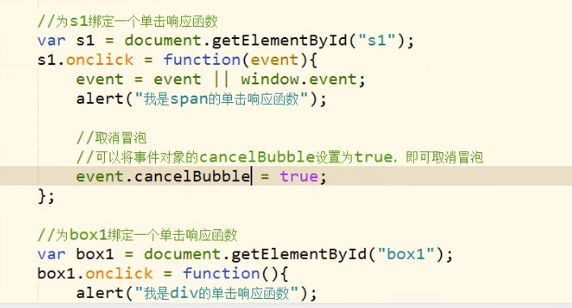 //为s1绑定一个单击响应函数
var s1 = document.getElementById("s1");
s1.onclick = function(event){
event = event || window.event;
alert("我是span的单击响应函数");
//取消冒泡
//可以将事件对象的cancelBubble设置为true，即可取消冒泡
event.cancelBubble = true;
};
//为box1绑定一个单击响应函数
var box1 = document.getElementById("box1");
box1.onclick = function(){
alert("我是div的单击响应函数");